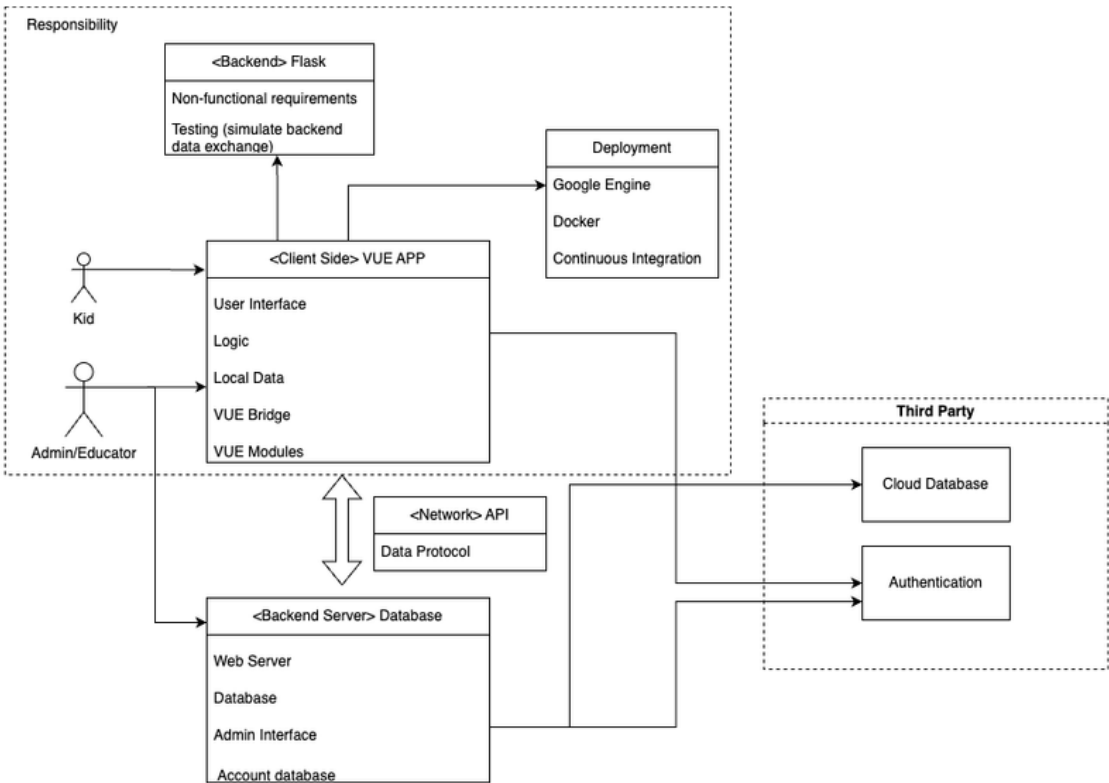 Responsibility
<Backend> Flask
Non-functional requirements
Testing (simulate backend
data exchange)
Deployment
Google Engine
Docker
Continuous Integration
<Client Side> VUE APP
User Interface
Logic
Local Data
VUE Bridge
VUE Modules
Kid
Admin/Educator
Third Party
Cloud Database
Authentication
<Network> API
Data Protocol
<Backend Server> Database
Web Server
Database
Admin Interface
Account database